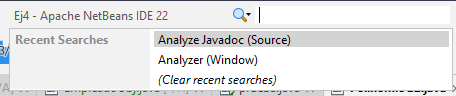 Ej4 - Apache NetBeans IDE 22
Recent Searches
Analyze Javadoc (Source)
Analyzer (Window)
(Clear recent searches)